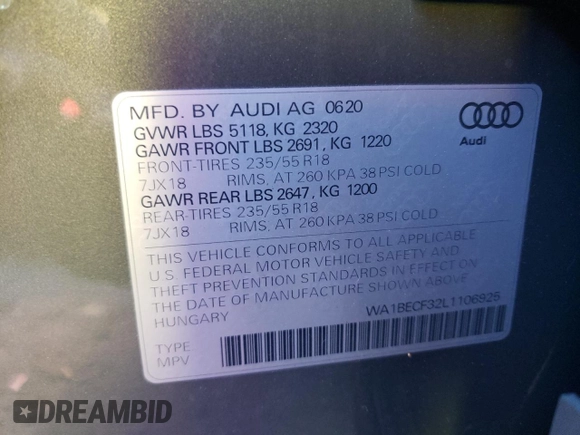 MFD. BY AUDI AG 06 20
GVWR LBS 5118, KG 2320
GAWR FRONT LBS 2691, KG 1220
FRONT-TIRES 235/55 R18
7JX18 RIMS, AT 260 KPA 38 PSI COLD
GAWR REAR LBS 2647, KG 1200
REAR-TIRES 235/55 R18
7JX18 RIMS, AT 260 KPA 38 PSI COLD
Audi
THIS VEHICLE CONFORMS TO ALL APPLICABLE
U.S. FEDERAL MOTOR VEHICLE SAFETY AND
THEFT PREVENTION STANDARDS IN EFFECT ON
THE DATE OF MANUFACTURE SHOWN ABOVE
HUNGARY
WA1BECF32L1106925
TYPE
MPV
DREAMBID